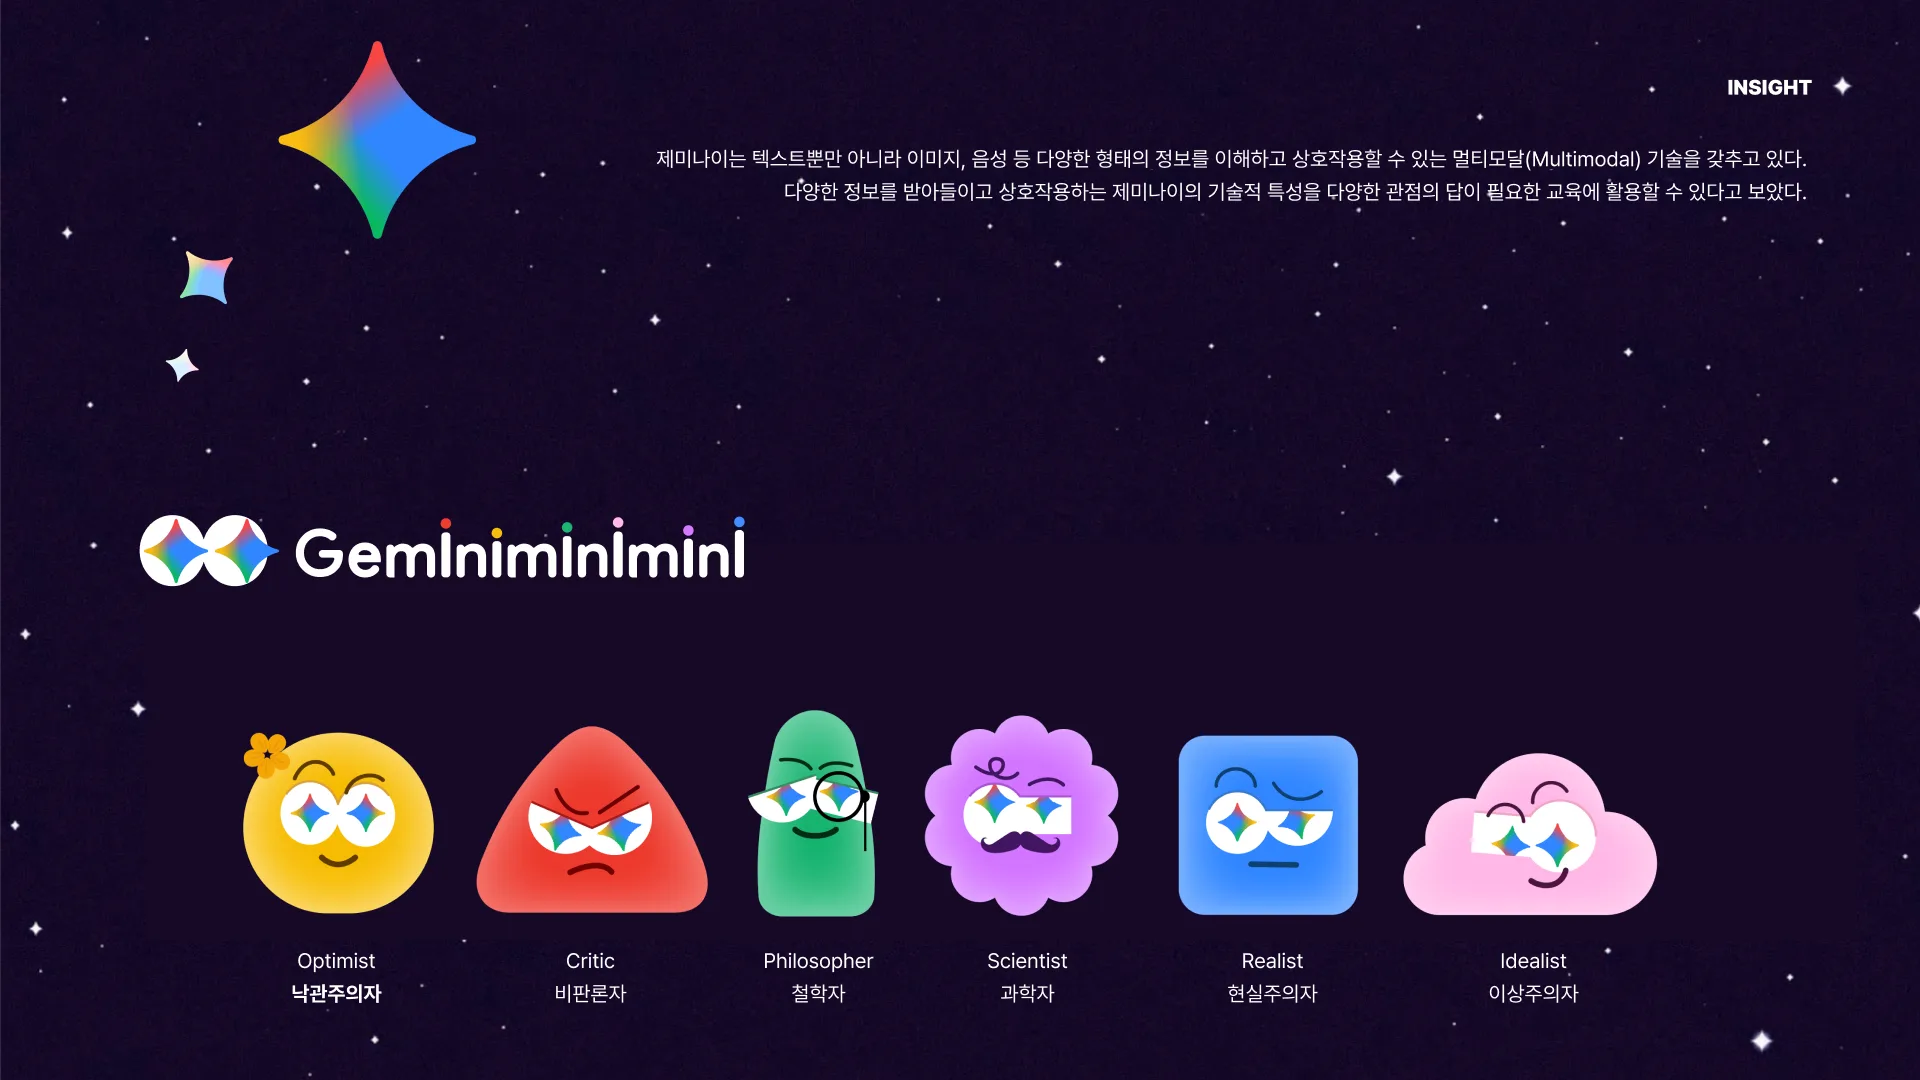 INSIGHT
제미나이는 텍스트뿐만 아니라 이미지, 음성 등 다양한 형태의 정보를 이해하고 상호작용할 수 있는 멀티모달(Multimodal) 기술을 갖추고 있다.
다양한 정보를 받아들이고 상호작용하는 제미나이의 기술적 특성을 다양한 관점의 답이 필요한 교육에 활용할 수 있다고 보았다.
Geminiminimini
Optimist
낙관주의자
Critic
비판론자
Philosopher
철학자
Scientist
과학자
Realist
현실주의자
Idealist
이상주의자